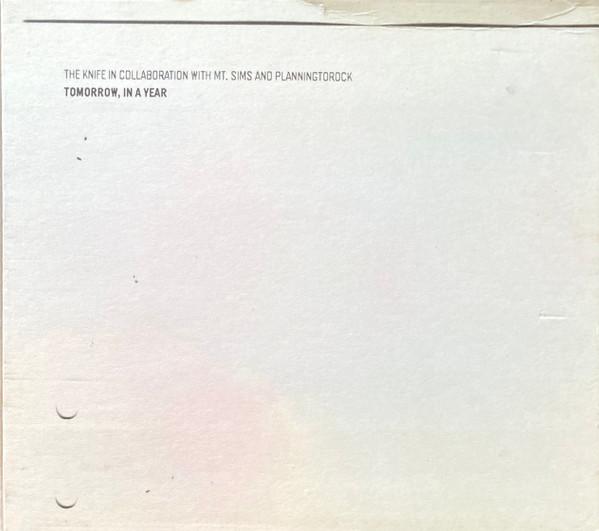 THE KNIFE IN COLLABORATION WITH MT. SIMS AND PLANNINGTOROCK
TOMORROW, IN A YEAR